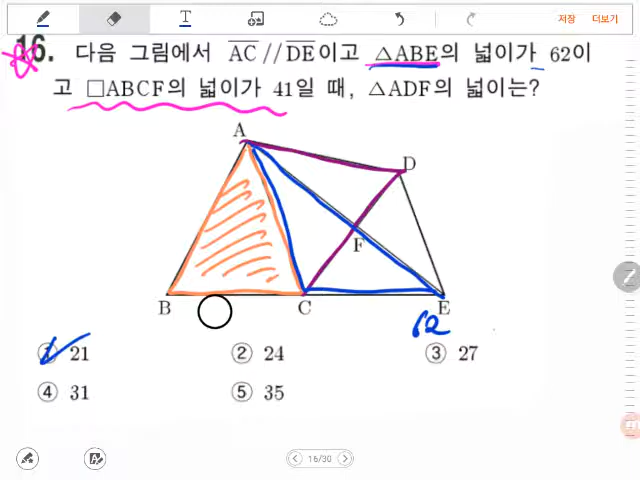 T
저장 더보기
16. 다음 그림에서 AC // DE이고 △ABE의 넓이가 62이
고 □ABCF의 넓이가 41일 때, △ADF의 넓이는?
A
D
F
B C E
62
① 21 ② 24 ③ 27
④ 31 ⑤ 35
Z
16/30